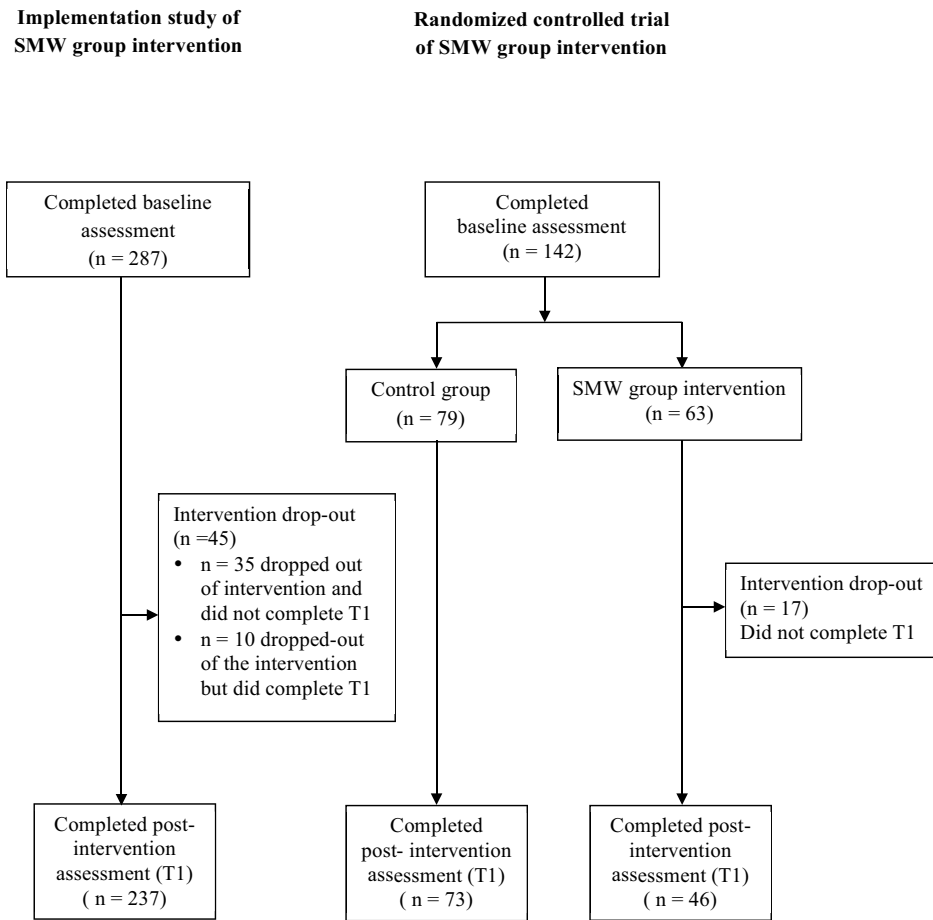 Implementation study of
SMW group intervention
Randomized controlled trial
of SMW group intervention
Completed baseline
assessment
(n = 287)
Completed
baseline assessment
(n = 142)
Control group
(n = 79)
SMW group intervention
(n = 63)
Intervention drop-out
(n =45)
• n = 35 dropped out
of intervention and
did not complete T1
• n = 10 dropped-out
of the intervention
but did complete T1
Intervention drop-out
(n = 17)
Did not complete T1
Completed post-
intervention
assessment (T1)
( n = 237)
Completed
post- intervention
assessment (T1)
( n = 73)
Completed post-
intervention
assessment (T1)
( n = 46)